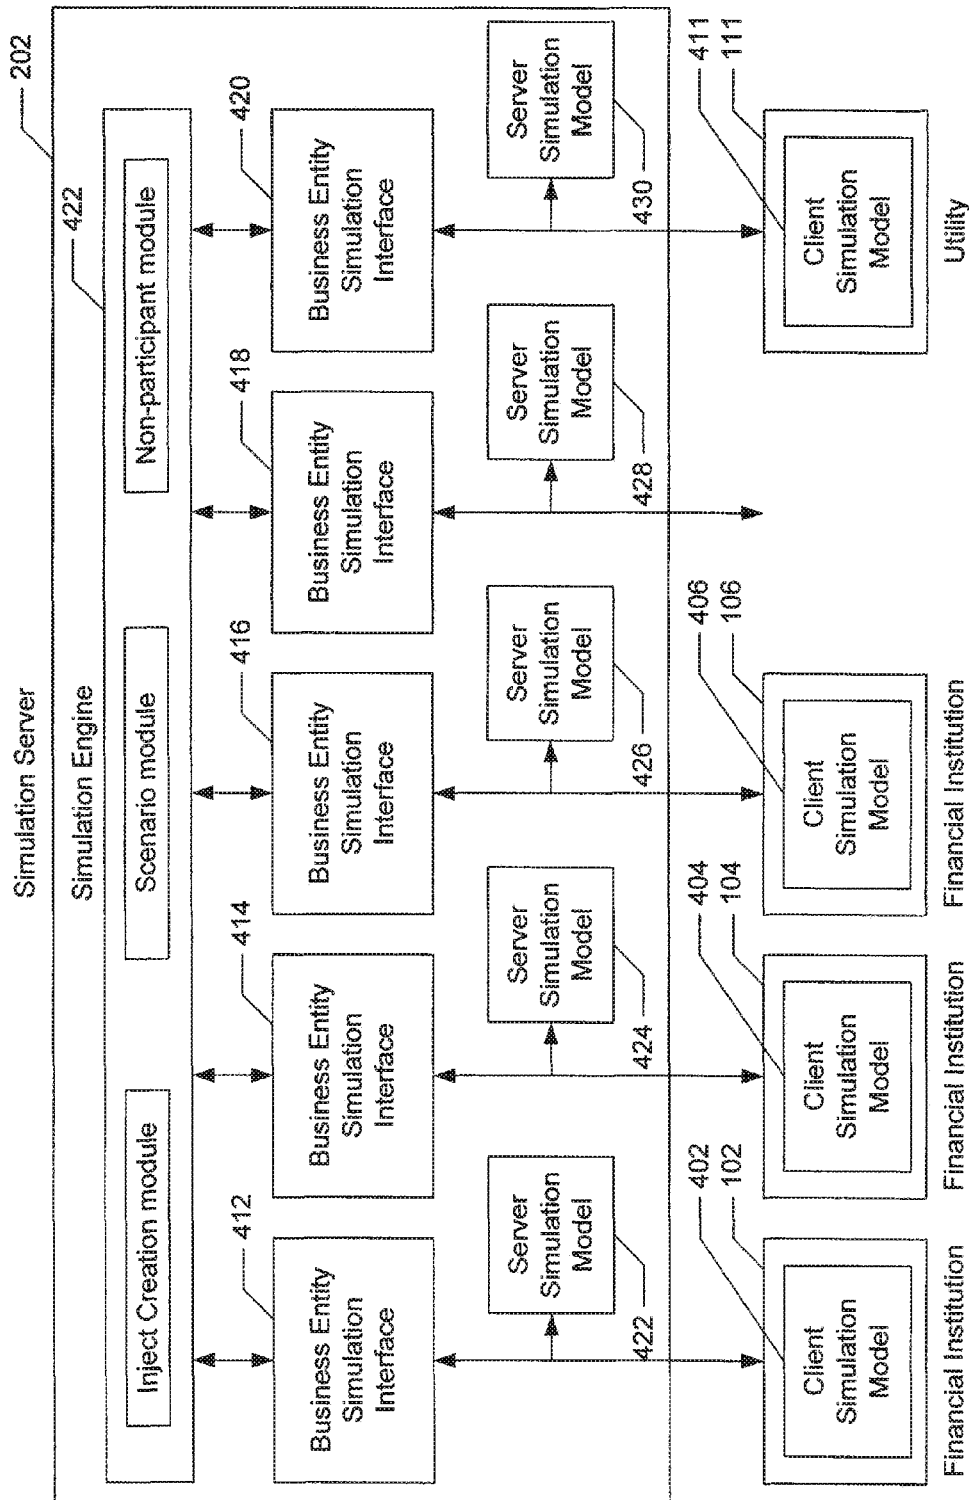 Simulation Server
202
Simulation Engine
422
Inject Creation module
Scenario module
Non-participant module
412
414
416
418
420
Business Entity
Simulation
Interface
Business Entity
Simulation
Interface
Business Entity
Simulation
Interface
Business Entity
Simulation
Interface
Business Entity
Simulation
Interface
Server
Simulation
Model
Server
Simulation
Model
Server
Simulation
Model
Server
Simulation
Model
Server
Simulation
Model
422
424
426
428
430
402
102
404
104
406
106
411
111
Client
Simulation
Model
Client
Simulation
Model
Client
Simulation
Model
Client
Simulation
Model
Financial Institution
Financial Institution
Financial Institution
Utility